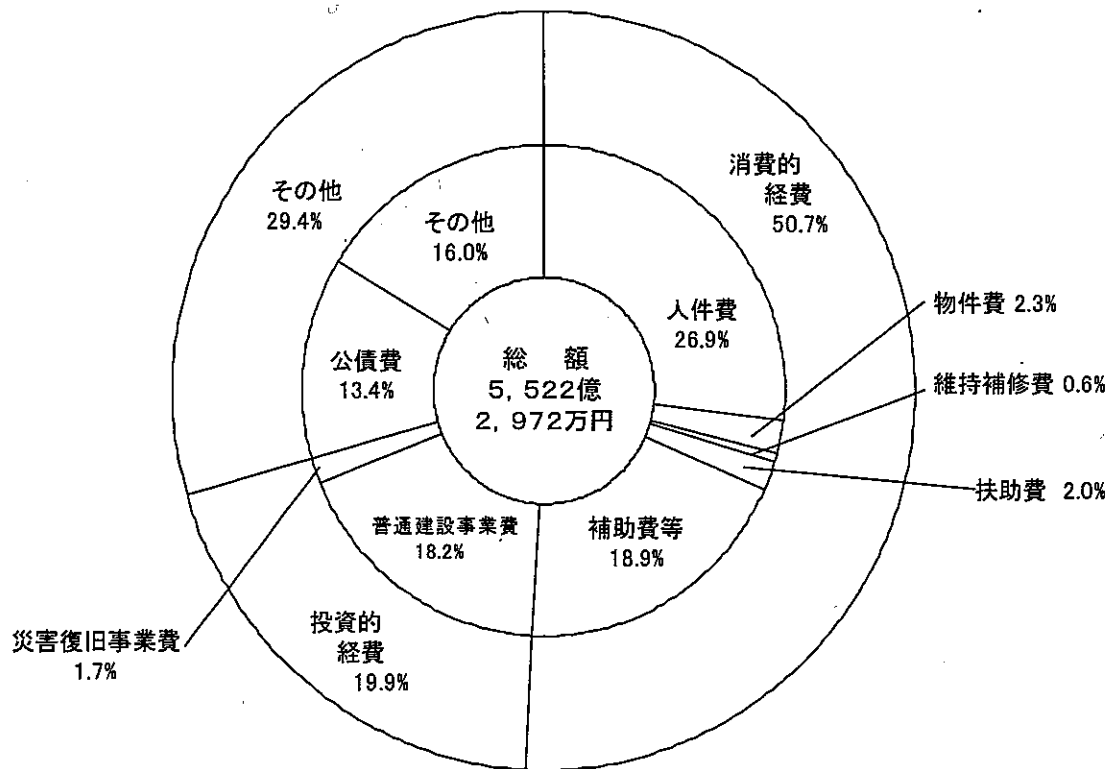 消費的
経費
50.7%
その他
29.4%
その他
16.0%
人件費
26.9%
物件費 2.3%
維持補修費 0.6%
扶助費 2.0%
公債費
13.4%
総 額
5,522億
2,972万円
普通建設事業費
18.2%
補助費等
18.9%
災害復旧事業費
1.7%
投資的
経費
19.9%